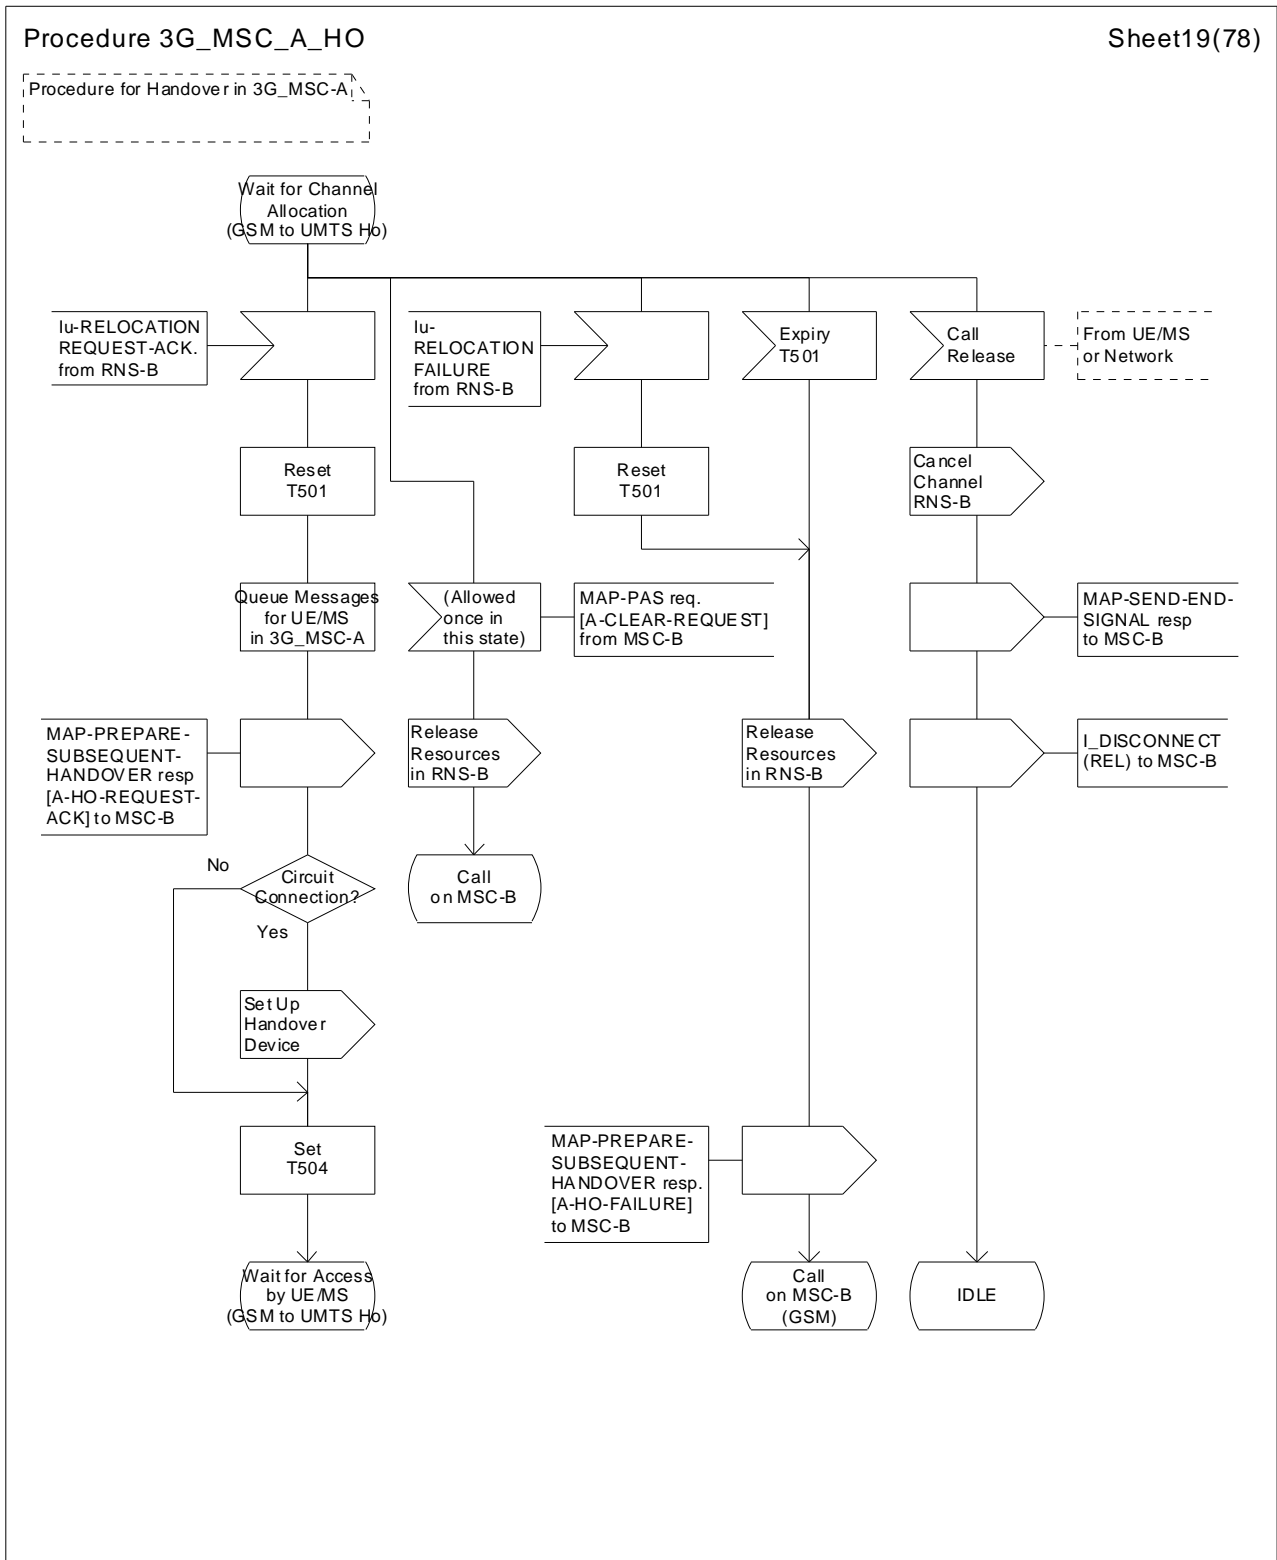 Procedure 3G_MSC_A_HO
Sheet19(78)
Procedure for Handover in 3G_MSC-A
Wait for Channel
Allocation
(GSM to UMTS Ho)
Iu-RELOCATION
REQUEST-ACK.
from RNS-B
Iu-
RELOCATION
FAILURE
from RNS-B
Expiry
T501
Call
Release
From UE/MS
or Network
Reset
T501
Reset
T501
Cancel
Channel
RNS-B
Queue Messages
for UE/MS
in 3G_MSC-A
(Allowed
once in
this state)
MAP-PAS req.
[A-CLEAR-REQUEST]
from MSC-B
MAP-SEND-END-
SIGNAL resp
to MSC-B
MAP-PREPARE-
SUBSEQUENT-
HANDOVER resp
[A-HO-REQUEST-
ACK] to MSC-B
Release
Resources
in RNS-B
Release
Resources
in RNS-B
I_DISCONNECT
(REL) to MSC-B
No
Circuit
Connection?
Yes
Call
on MSC-B
Set Up
Handover
Device
Set
T504
MAP-PREPARE-
SUBSEQUENT-
HANDOVER resp.
[A-HO-FAILURE]
to MSC-B
Wait for Access
by UE/MS
(GSM to UMTS Ho)
Call
on MSC-B
(GSM)
IDLE